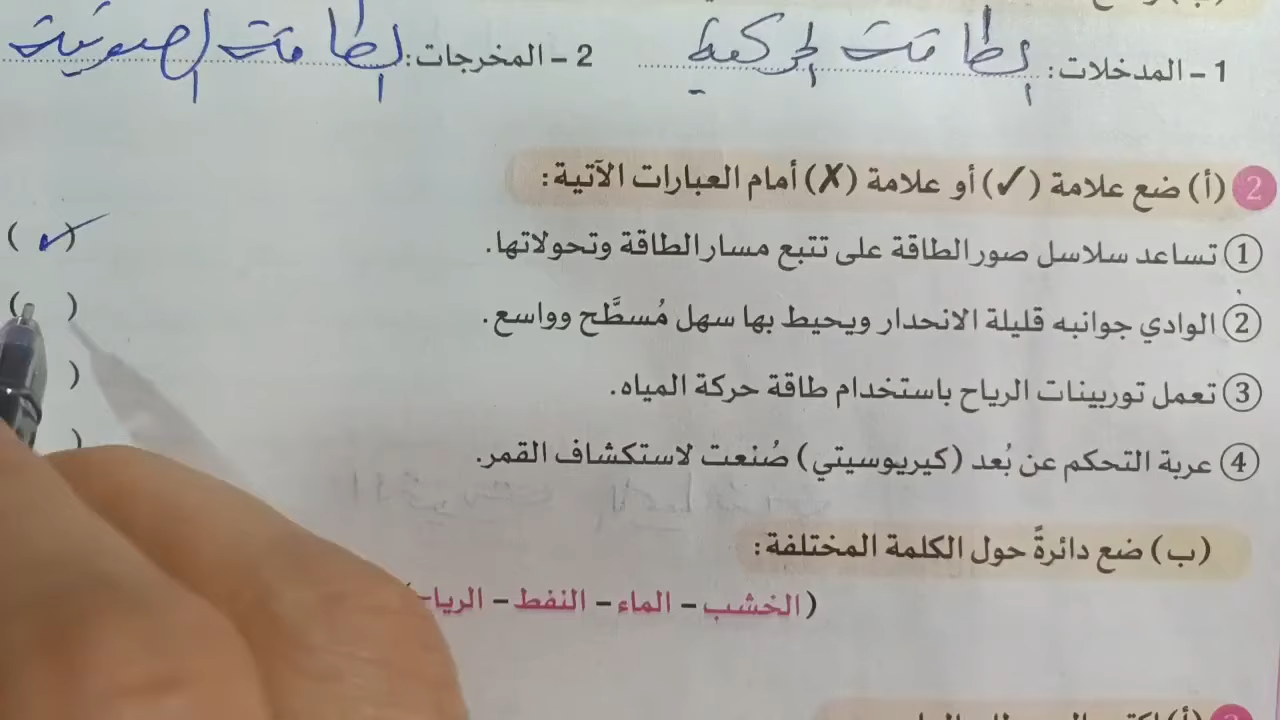 1 - المدخلات: الطاقة الحركية 2 - المخرجات: الطاقة الصوتية
2 (أ) ضع علامة (✓) أو علامة (✗) أمام العبارات الآتية:
1 تساعد سلاسل صور الطاقة على تتبع مسار الطاقة وتحولاتها. (✓)
2 الوادي جوانبه قليلة الانحدار ويحيط بها سهل مُسطَّح وواسع. ( )
3 تعمل توربينات الرياح باستخدام طاقة حركة المياه. )
4 عربة التحكم عن بُعد (كيريوسيتي) صُنعت لاستكشاف القمر. )
(ب) ضع دائرةً حول الكلمة المختلفة:
(الخشب - الماء - النفط - الرياح